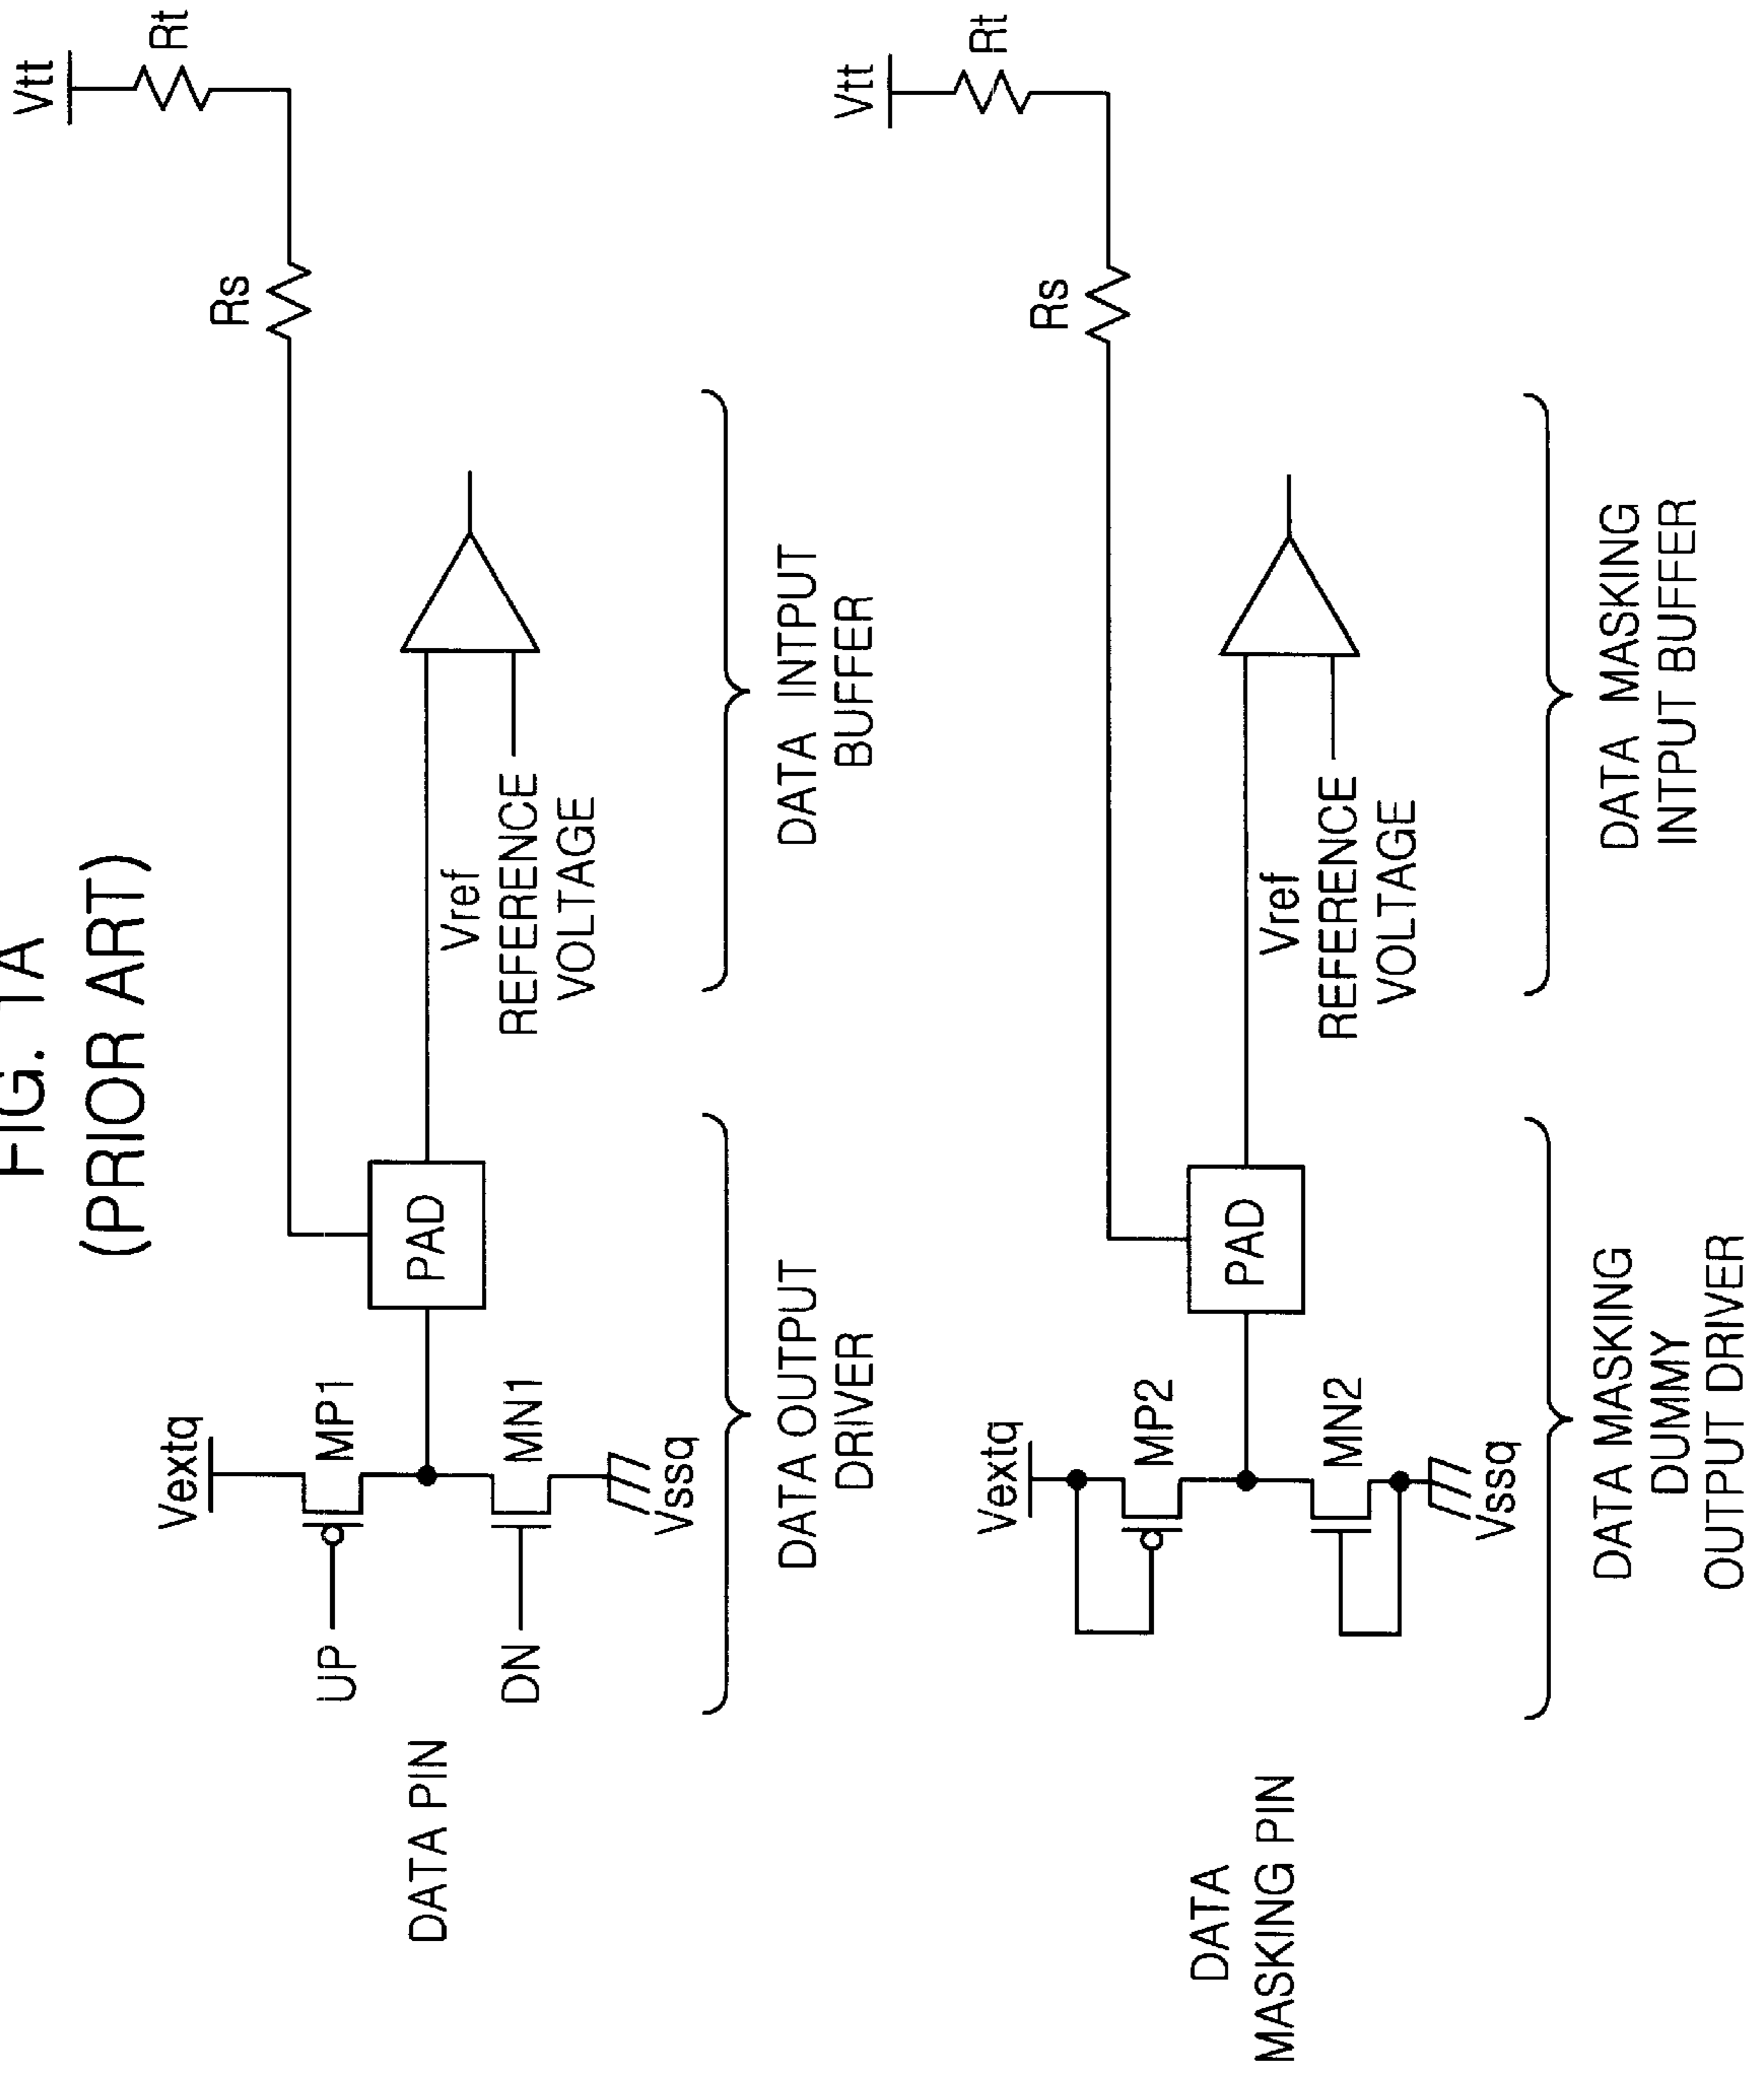 FIG. 1A
(PRIOR ART)
Vtt
Rt
Rs
Vextq
UP
MP1
DATA PIN
PAD
Vref
REFERENCE
VOLTAGE
DN
MN1
Vssq
DATA OUTPUT
DRIVER
DATA INTPUT
BUFFER
Vtt
Rt
Rs
Vextq
MP2
DATA
MASKING PIN
PAD
Vref
REFERENCE
VOLTAGE
MN2
Vssq
DATA MASKING
DUMMY
OUTPUT DRIVER
DATA MASKING
INTPUT BUFFER